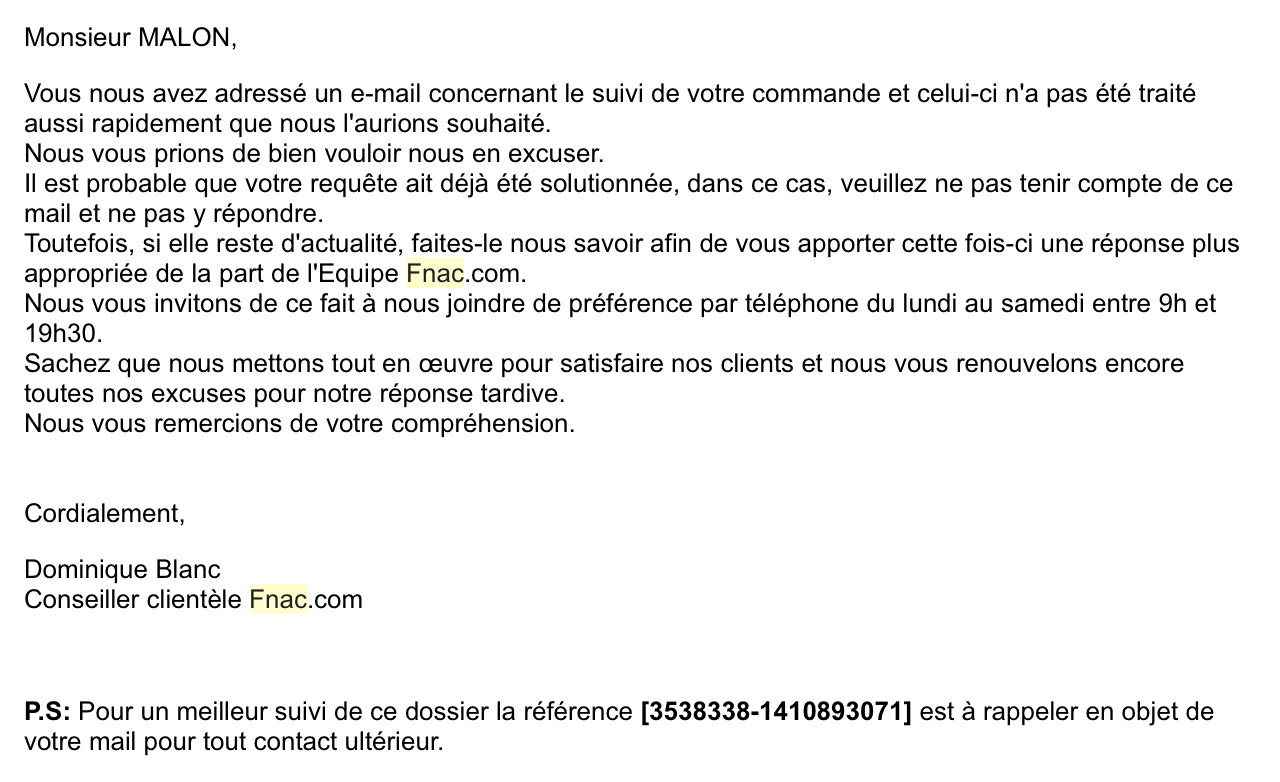 Monsieur MALON,
Vous nous avez adressé un e-mail concernant le suivi de votre commande et celui-ci n'a pas été traité
aussi rapidement que nous l'aurions souhaité.
Nous vous prions de bien vouloir nous en excuser.
Il est probable que votre requête ait déjà été solutionnée, dans ce cas, veuillez ne pas tenir compte de ce
mail et ne pas y répondre.
Toutefois, si elle reste d'actualité, faites-le nous savoir afin de vous apporter cette fois-ci une réponse plus
appropriée de la part de l'Equipe Fnac.com.
Nous vous invitons de ce fait à nous joindre de préférence par téléphone du lundi au samedi entre 9h et
19h30.
Sachez que nous mettons tout en œuvre pour satisfaire nos clients et nous vous renouvelons encore
toutes nos excuses pour notre réponse tardive.
Nous vous remercions de votre compréhension.
Cordialement,
Dominique Blanc
Conseiller clientèle Fnac.com
P.S: Pour un meilleur suivi de ce dossier la référence [3538338-1410893071] est à rappeler en objet de
votre mail pour tout contact ultérieur.